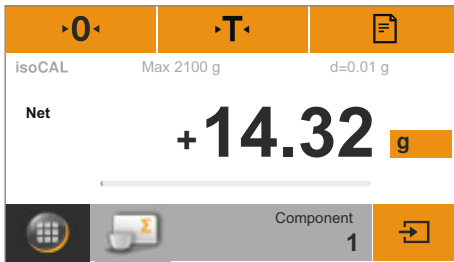 0 T
isoCAL Max 2100 g d=0.01 g
Net
+14.32 g
Σ
Component
1